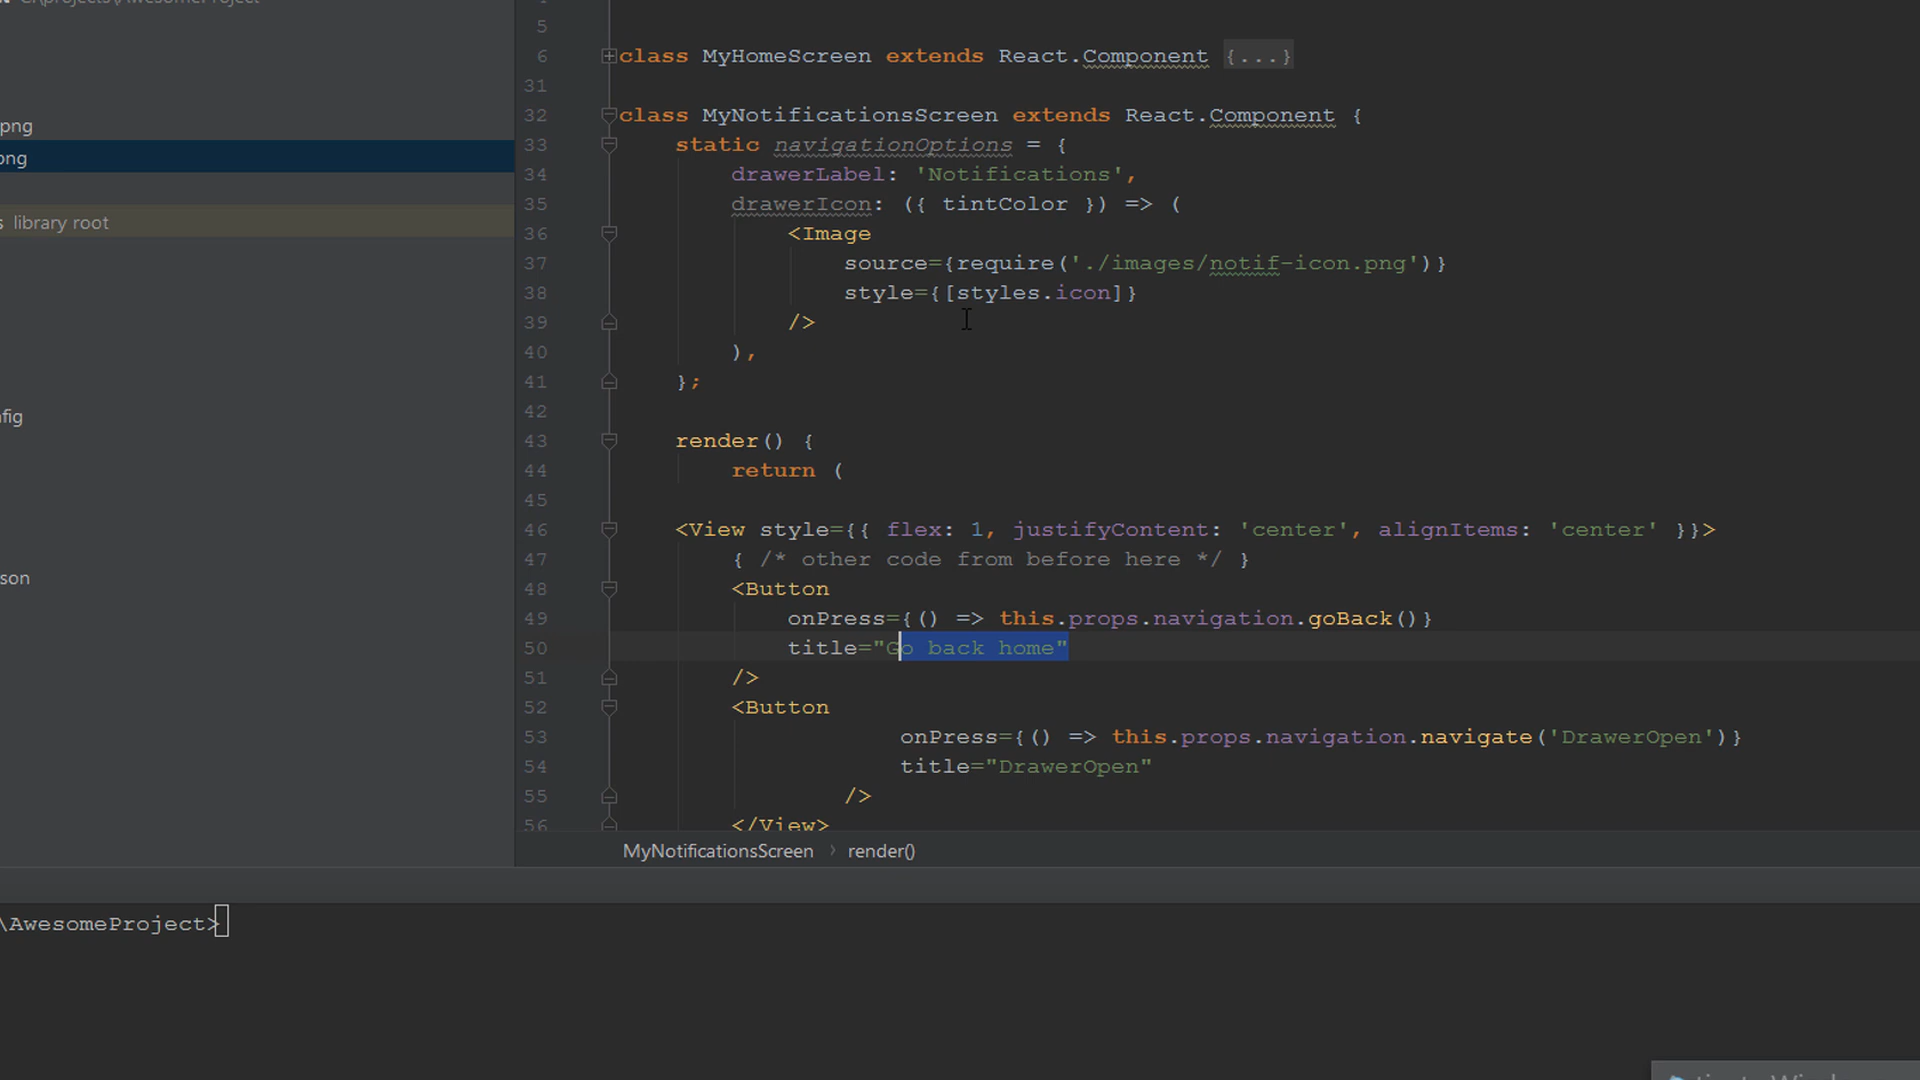 5
6 class MyHomeScreen extends React.Component {...}
31
32 class MyNotificationsScreen extends React.Component {
33 static navigationOptions = {
34 drawerLabel: 'Notifications',
35 drawerIcon: ({ tintColor }) => (
36 <Image
37 source={require('./images/notif-icon.png')}
38 style={[styles.icon]}
39 />
40 ),
41 };
42
43 render() {
44 return (
45
46 <View style={{ flex: 1, justifyContent: 'center', alignItems: 'center' }}>
47 { /* other code from before here */ }
48 <Button
49 onPress={() => this.props.navigation.goBack()}
50 title="Go back home"
51 />
52 <Button
53 onPress={() => this.props.navigation.navigate('DrawerOpen')}
54 title="DrawerOpen"
55 />
56 </View>
MyNotificationsScreen › render()
png
png
s library root
fig
son
\AwesomeProject>